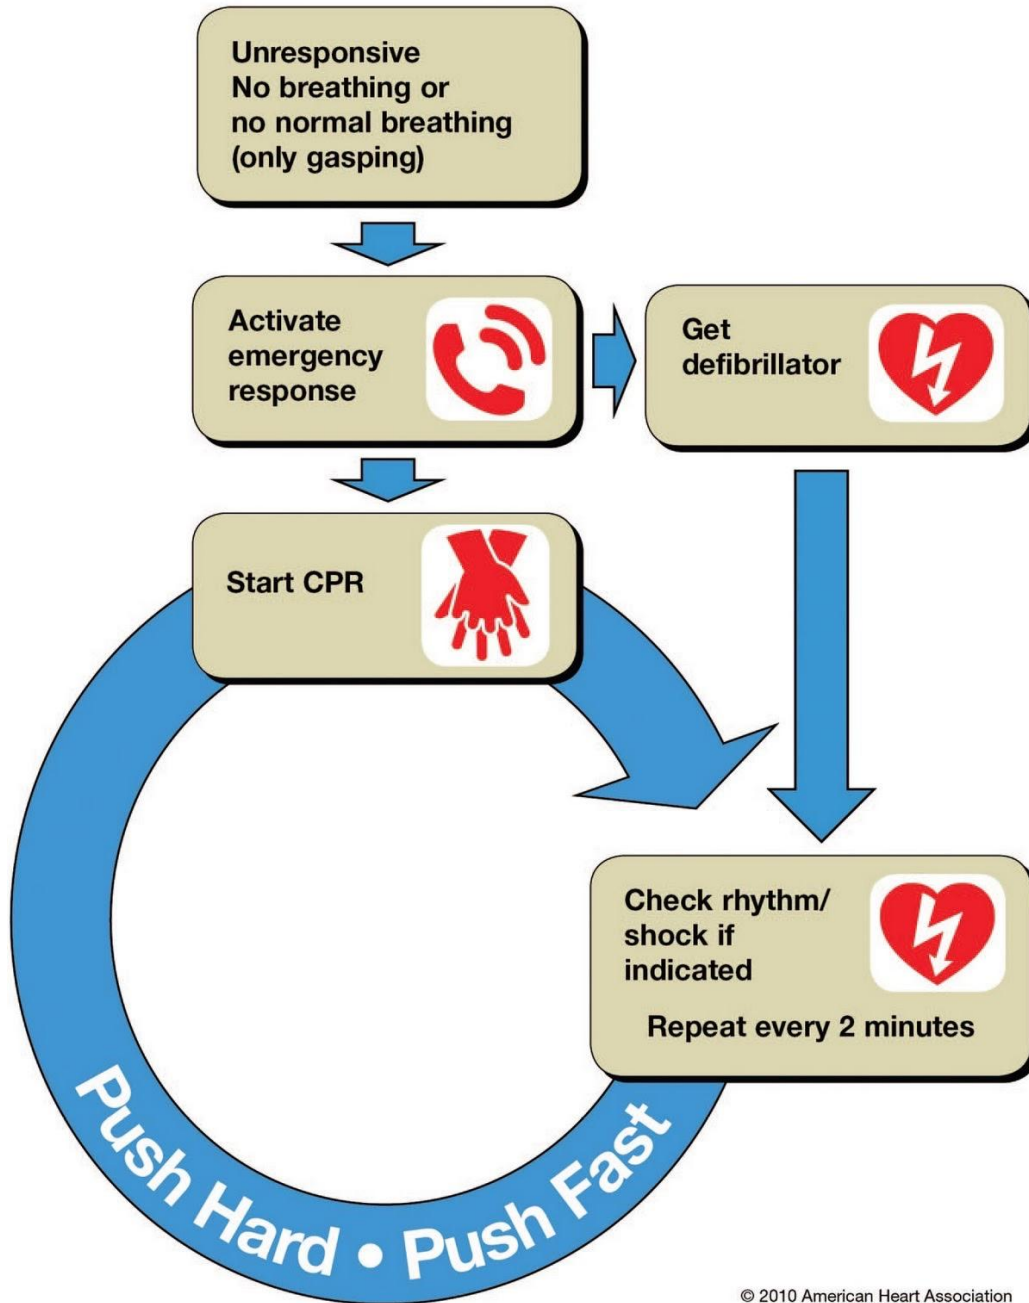 Unresponsive
No breathing or
no normal breathing
(only gasping)
Activate
emergency
response
Get
defibrillator
Start CPR
Check rhythm/
shock if
indicated
Repeat every 2 minutes
Push Hard • Push Fast
© 2010 American Heart Association